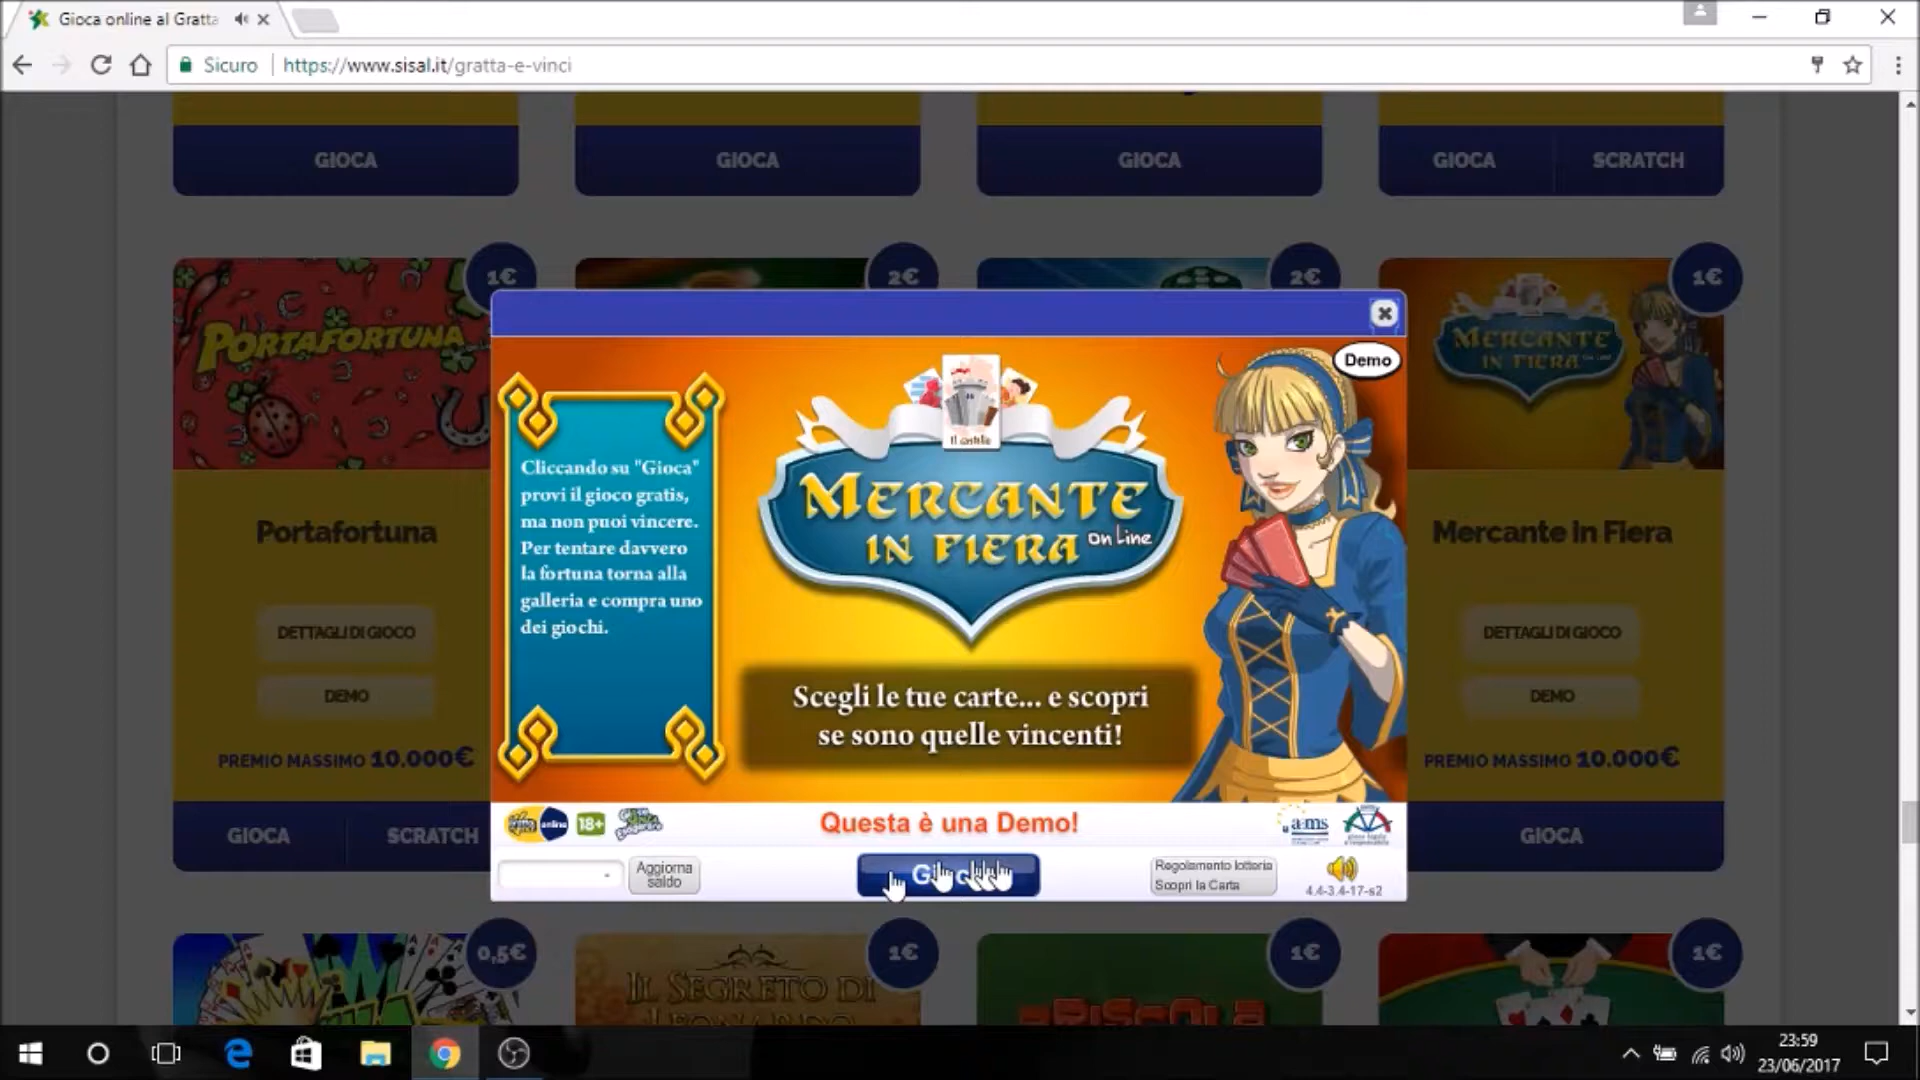 Gioca online al Gratta
Sicuro
https://www.sisal.it/gratta-e-vinci
GIOCA
GIOCA
GIOCA
GIOCA
SCRATCH
1€
2€
2€
1€
PORTAFORTUNA
MERCANTE
IN FIERA
Demo
Il castello
MERCANTE
IN FIERA on line
Cliccando su "Gioca"
provi il gioco gratis,
ma non puoi vincere.
Per tentare davvero
la fortuna torna alla
galleria e compra uno
dei giochi.
Scegli le tue carte... e scopri
se sono quelle vincenti!
Portafortuna
DETTAGLI DI GIOCO
DEMO
PREMIO MASSIMO 10.000€
GIOCA
SCRATCH
Mercante In Fiera
DETTAGLI DI GIOCO
DEMO
PREMIO MASSIMO 10.000€
GIOCA
online
18+
Questa è una Demo!
aams
Aggiorna
saldo
Regolamento lotteria
Scopri la Carta
4.4-3.4-17-s2
0,5€
1€
1€
1€
IL SEGRETO DI
LEONARDO
BRISCOLA
23:59
23/06/2017